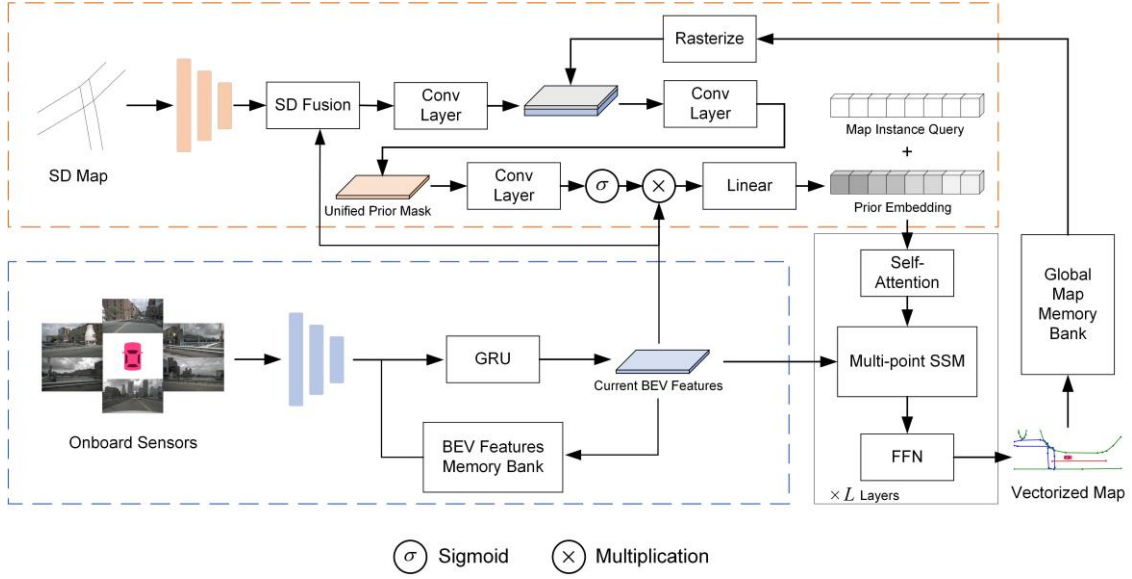 Rasterize
SD Fusion
Conv
Layer
Conv
Layer
Map Instance Query
+
SD Map
Unified Prior Mask
Conv
Layer
σ
×
Linear
Prior Embedding
Self-
Attention
Global
Map
Memory
Bank
GRU
Current BEV Features
Multi-point SSM
Onboard Sensors
BEV Features
Memory Bank
FFN
× L Layers
Vectorized Map
σ Sigmoid
× Multiplication